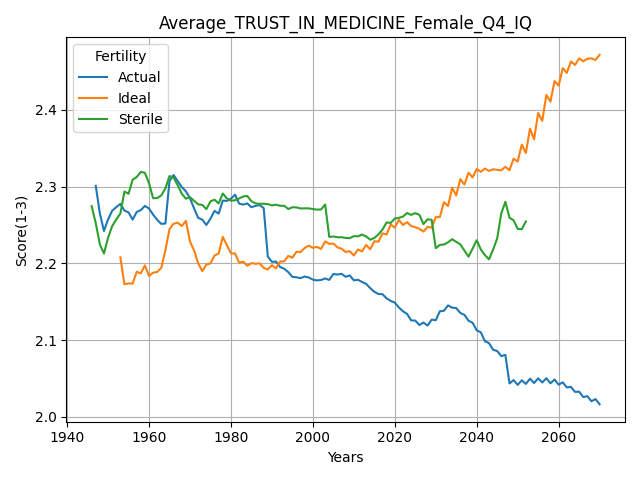 Average_TRUST_IN_MEDICINE_Female_Q4_IQ
Fertility
Actual
Ideal
Sterile
Score(1-3)
2.4
2.3
2.2
2.1
2.0
1940
1960
1980
2000
2020
2040
2060
Years